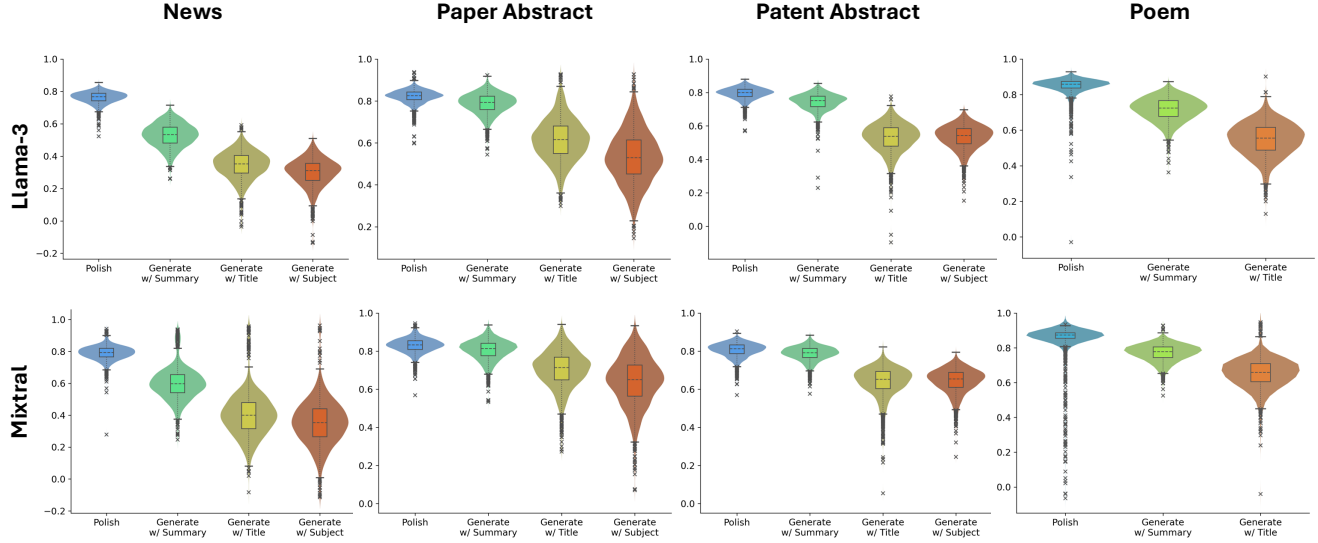 News
Paper Abstract
Patent Abstract
Poem
Llama-3
1.0
0.8
0.6
0.4
0.2
0.0
−0.2
Polish
Generate
w/ Summary
Generate
w/ Title
Generate
w/ Subject
1.0
0.8
0.6
0.4
0.2
Polish
Generate
w/ Summary
Generate
w/ Title
Generate
w/ Subject
1.0
0.8
0.6
0.4
0.2
0.0
Polish
Generate
w/ Summary
Generate
w/ Title
Generate
w/ Subject
1.0
0.8
0.6
0.4
0.2
0.0
Polish
Generate
w/ Summary
Generate
w/ Title
Mixtral
1.0
0.8
0.6
0.4
0.2
0.0
−0.2
Polish
Generate
w/ Summary
Generate
w/ Title
Generate
w/ Subject
1.0
0.8
0.6
0.4
0.2
0.0
Polish
Generate
w/ Summary
Generate
w/ Title
Generate
w/ Subject
1.0
0.8
0.6
0.4
0.2
0.0
Polish
Generate
w/ Summary
Generate
w/ Title
Generate
w/ Subject
1.0
0.8
0.6
0.4
0.2
0.0
Polish
Generate
w/ Summary
Generate
w/ Title